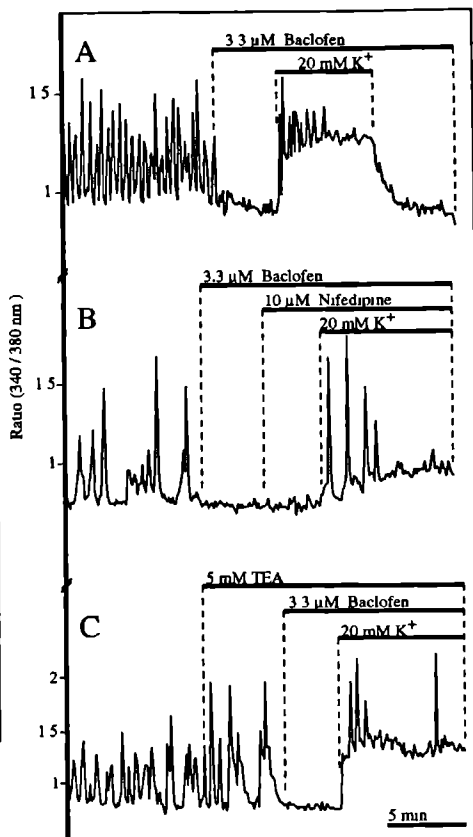 A
3 3 µM Baclofen
20 mM K+
1 5
1
B
3.3 µM Baclofen
10 µM Nifedipine
20 mM K+
1 5
1
Ratio (340 / 380 nm)
C
5 mM TEA
3 3 µM Baclofen
20 mM K+
2
1 5
1
5 min